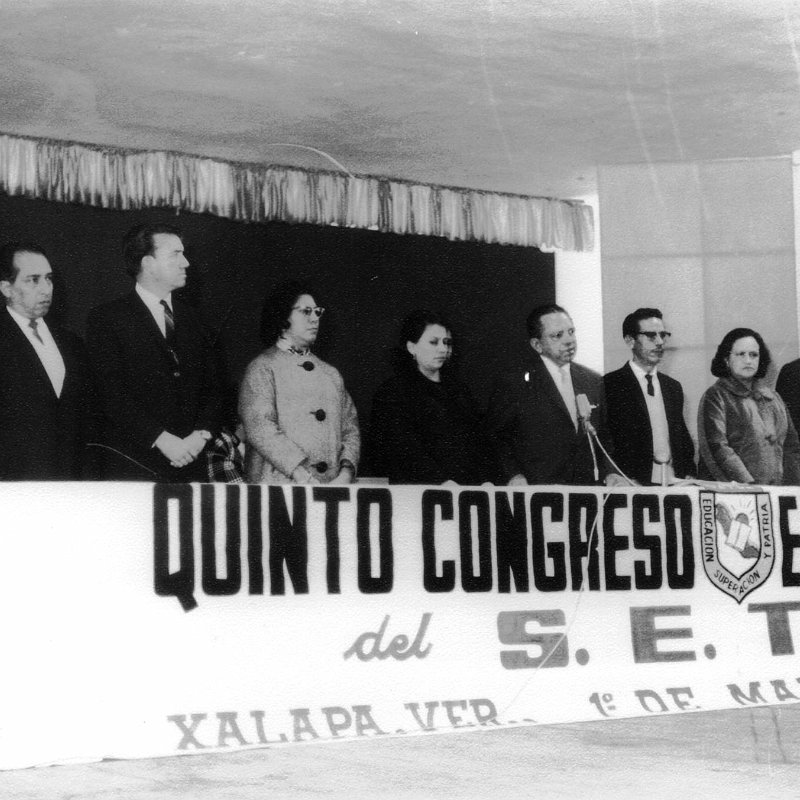 QUINTO CONGRESO E
EDUCACION
SUPERACION
Y PATRIA
del S. E. T
XALAPA, VER., 1º DE MA